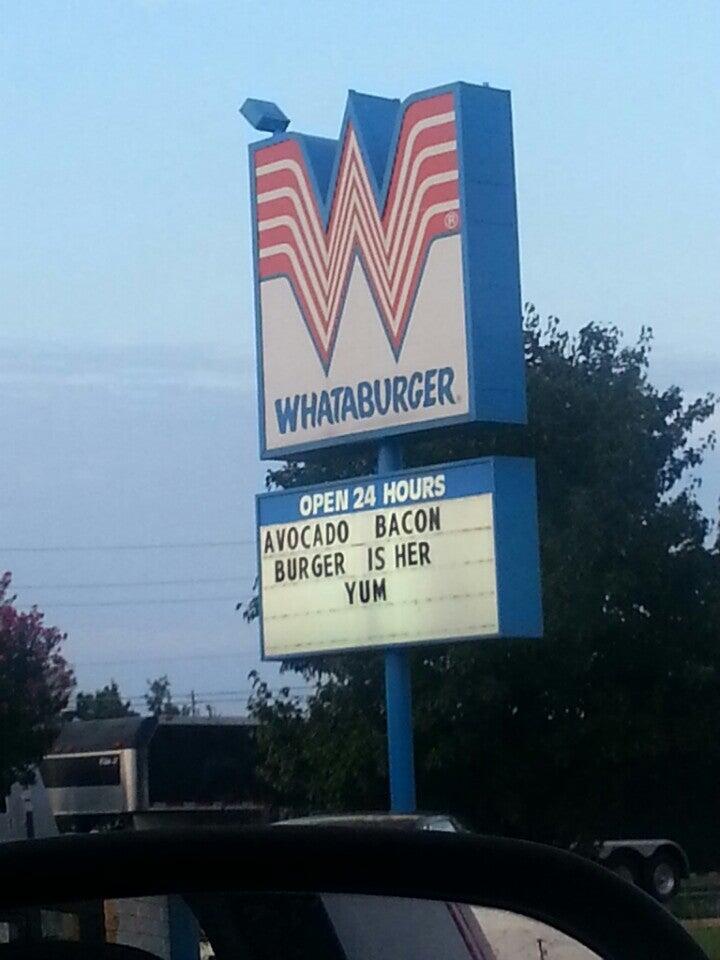 W
®
WHATABURGER
OPEN 24 HOURS
AVOCADO BACON
BURGER IS HER
YUM